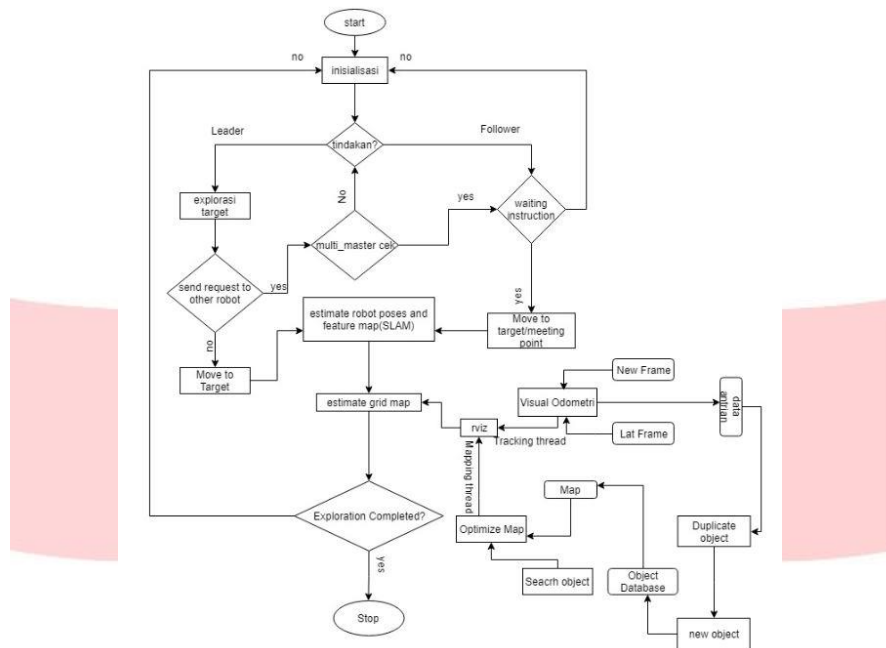 start
no
no
inisialisasi
Leader
Follower
tindakan?
explorasi
target
No
yes
waiting
instruction
multi_master cek
send request to
other robot
yes
yes
estimate robot poses and
feature map(SLAM)
Move to
target/meeting
point
no
Move to
Target
New Frame
estimate grid map
Visual Odometri
data
antrian
rviz
Tracking thread
Lat Frame
Mapping thread
Map
Exploration Completed?
Optimize Map
Duplicate
object
yes
Seacrh object
Object
Database
Stop
new object